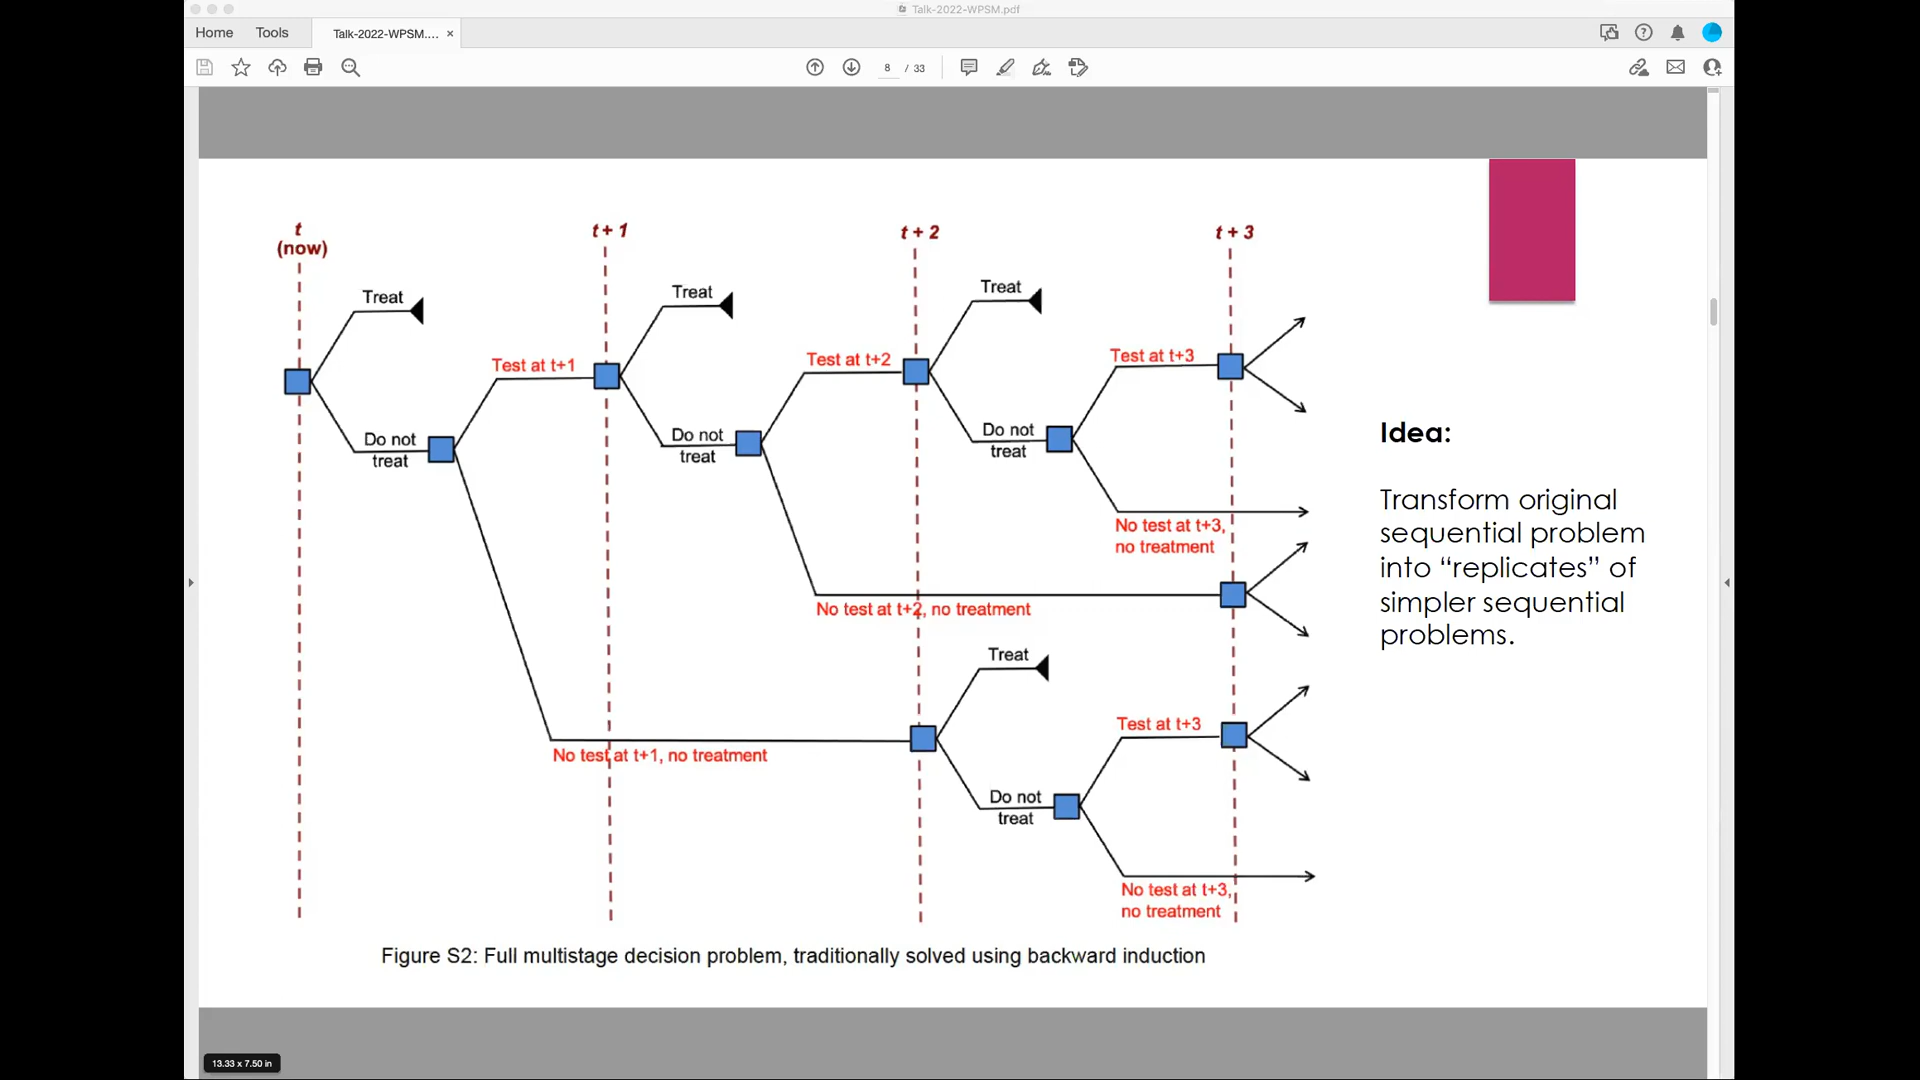 Talk-2022-WPSM.pdf
Home
Tools
Talk-2022-WPSM....
×
8 / 33
t
(now)
t + 1
t + 2
t + 3
Treat
Treat
Treat
Test at t+1
Test at t+2
Test at t+3
Do not
treat
Do not
treat
Do not
treat
No test at t+3,
no treatment
No test at t+2, no treatment
Treat
Test at t+3
No test at t+1, no treatment
Do not
treat
No test at t+3,
no treatment
Idea:
Transform original
sequential problem
into “replicates” of
simpler sequential
problems.
Figure S2: Full multistage decision problem, traditionally solved using backward induction
13.33 x 7.50 in